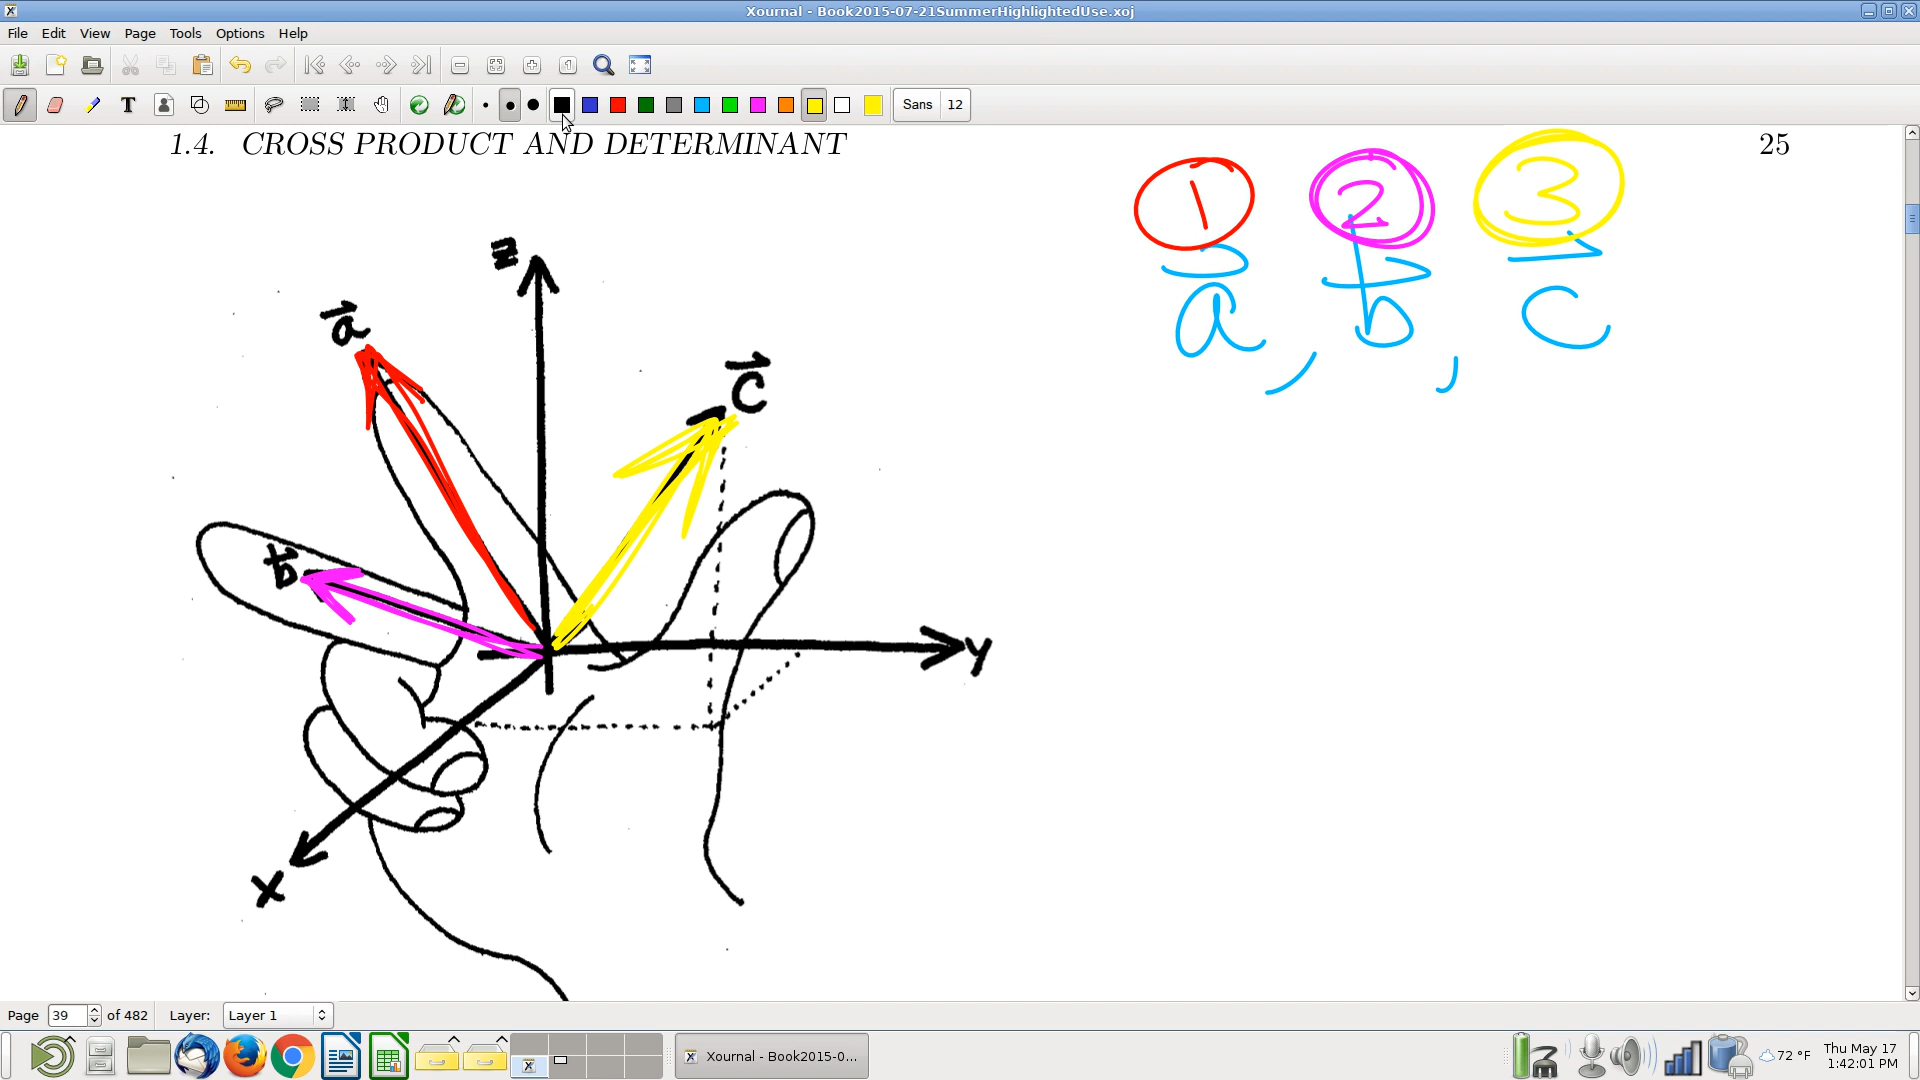 Xournal - Book2015-07-21SummerHighlightedUse.xoj
File Edit View Page Tools Options Help
Sans 12
1.4. CROSS PRODUCT AND DETERMINANT 25
1 2 3
a⃗, b⃗, c⃗
z
a⃗
c⃗
b⃗
y
x
Page 39 of 482 Layer: Layer 1
Xournal - Book2015-0...
72 °F
Thu May 17
1:42:01 PM